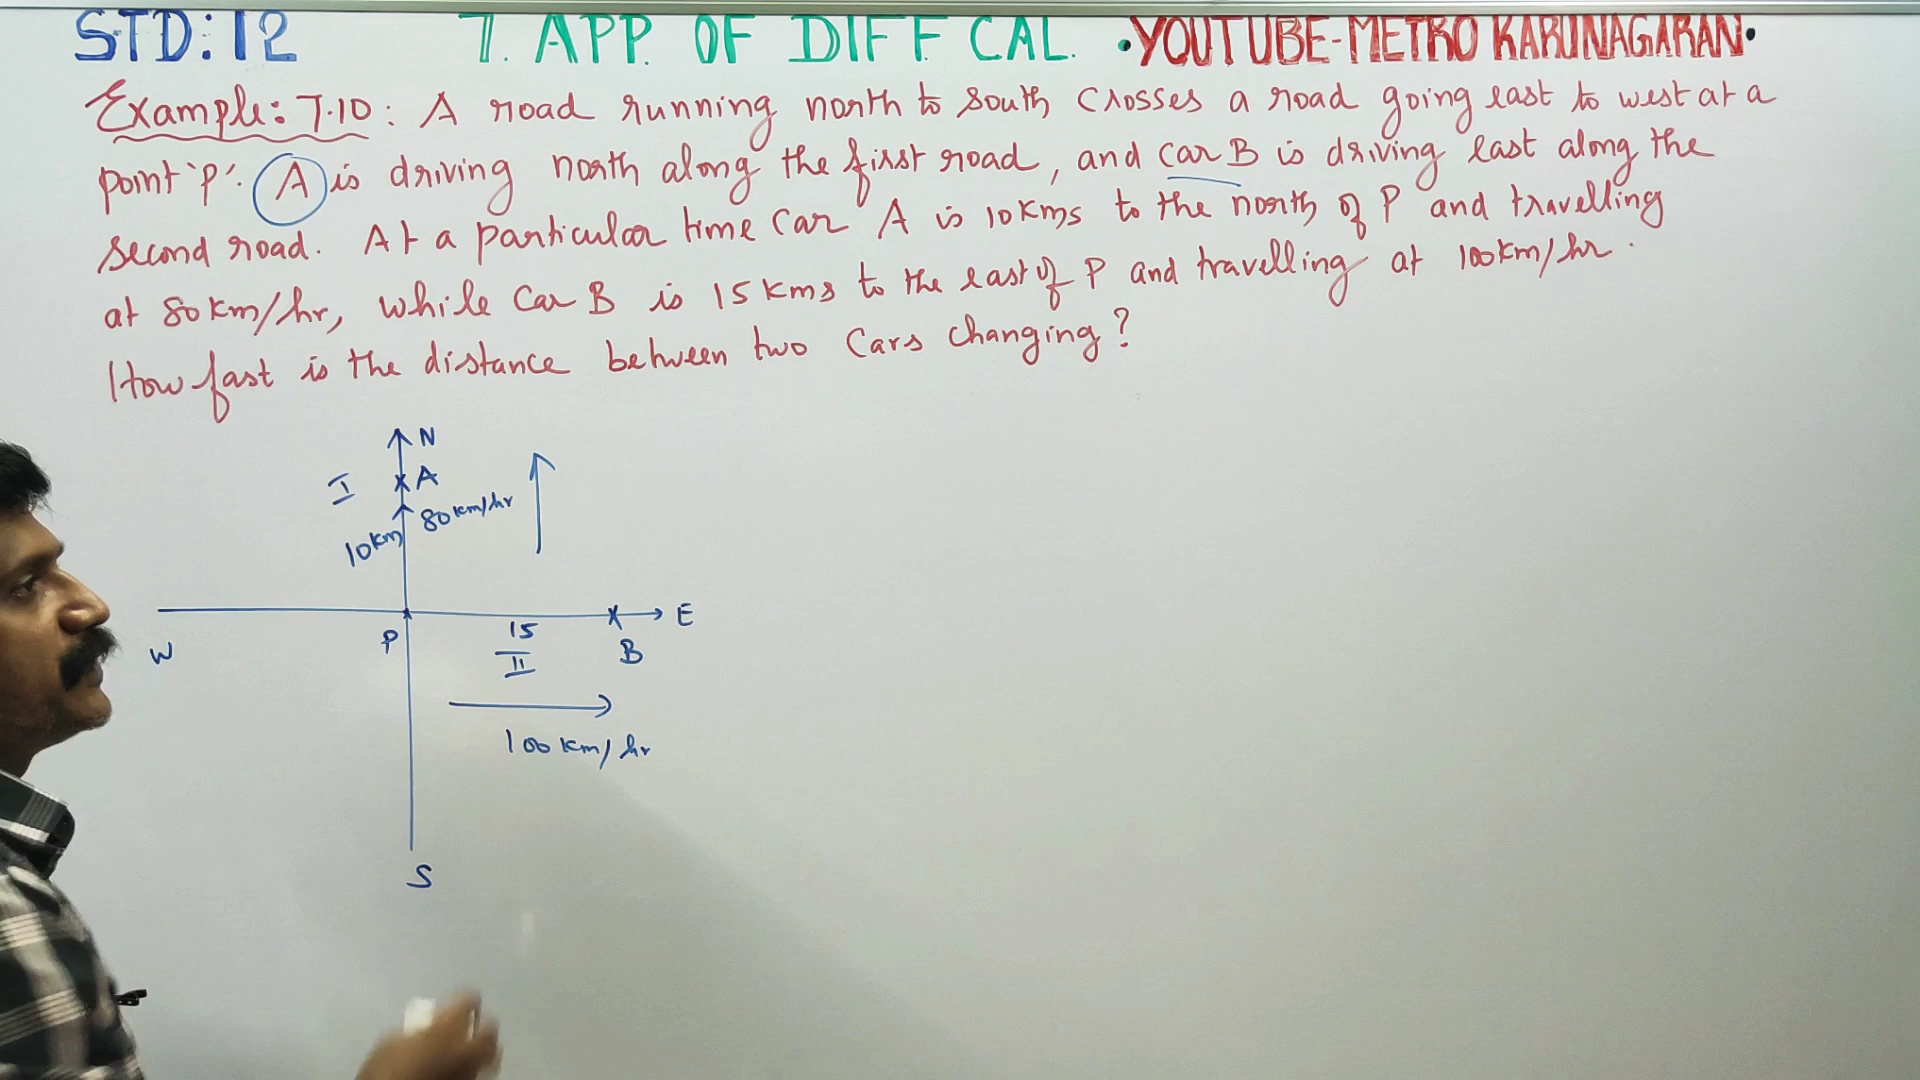 STD: 12 7. APP. OF DIFF CAL. •YOUTUBE-METRO KARUNAGARAN•
Example: 7.10: A road running north to south crosses a road going east to west at a
point 'P'. A is driving north along the first road, and car B is driving east along the
second road. At a particular time car A is 10kms to the north of P and travelling
at 80km/hr, while car B is 15kms to the east of P and travelling at 100km/hr.
How fast is the distance between two cars changing?
N
I A
80km/hr
10km
E
P 15 B
W II
100 km/hr
S